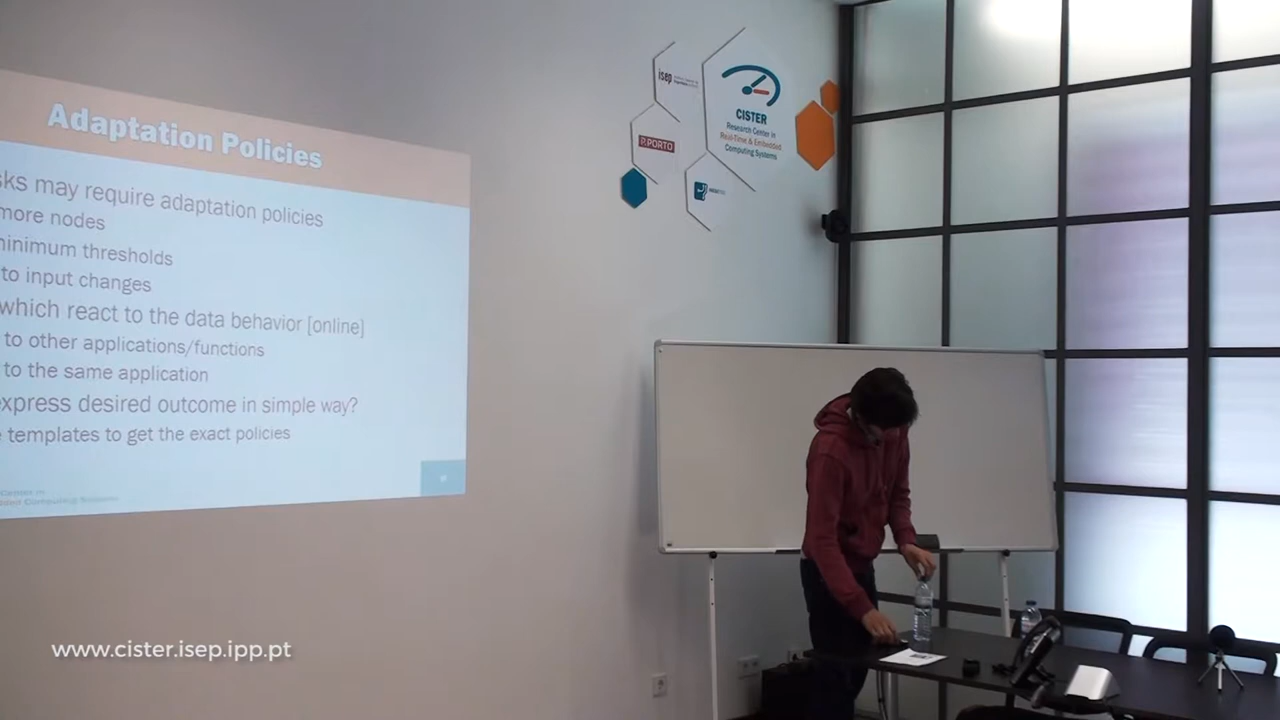 Adaptation Policies
sks may require adaptation policies
more nodes
minimum thresholds
to input changes
which react to the data behavior [online]
to other applications/functions
to the same application
express desired outcome in simple way?
templates to get the exact policies
isep
P.PORTO
CISTER
Research Center in
Real-Time & Embedded
Computing Systems
www.cister.isep.ipp.pt